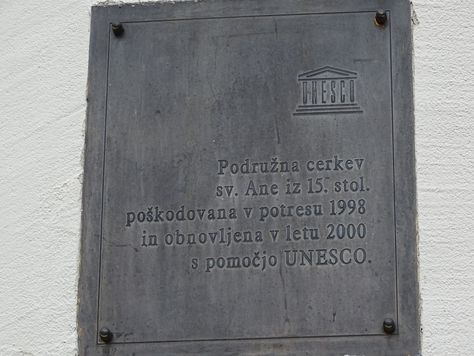 UNESCO
Podružna cerkev
sv. Ane iz 15. stol.
poškodovana v potresu 1998
in obnovljena v letu 2000
s pomočjo UNESCO.